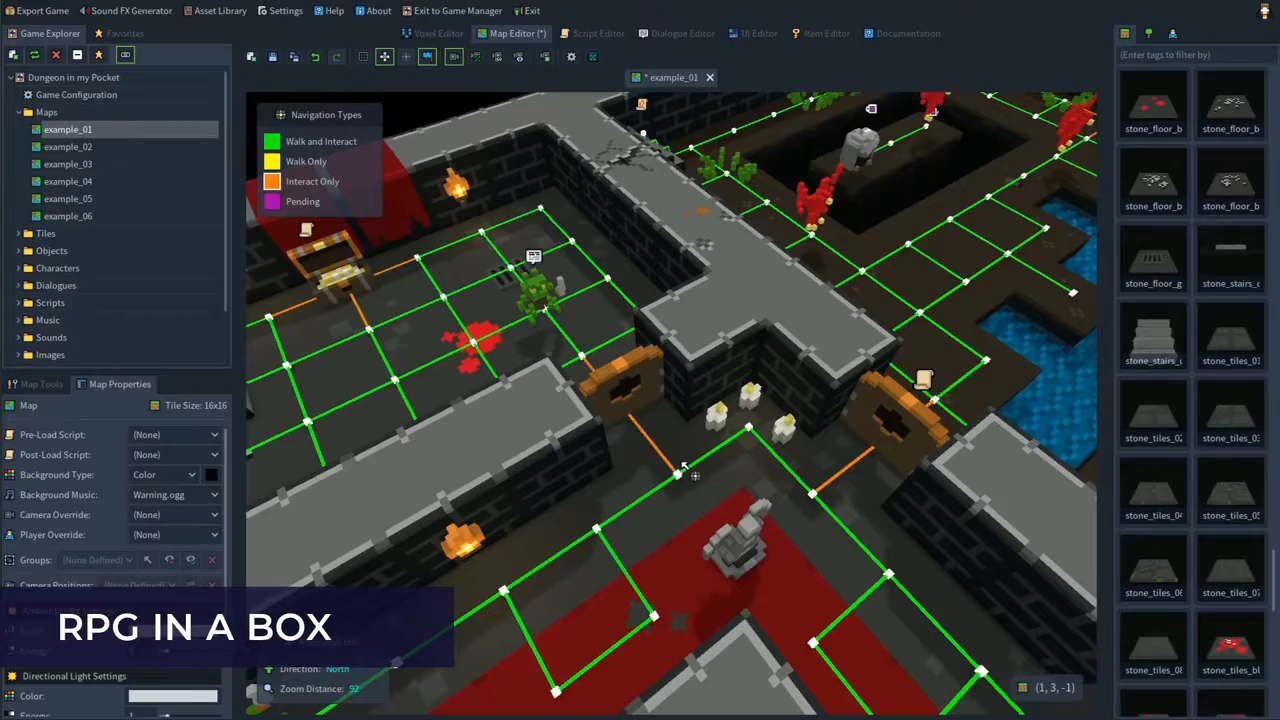 Export Game
Sound FX Generator
Asset Library
Settings
Help
About
Exit to Game Manager
Exit
Game Explorer
Favorites
Voxel Editor
Map Editor (*)
Script Editor
Dialogue Editor
UI Editor
Item Editor
Documentation
(Enter tags to filter by)
* example_01
Dungeon in my Pocket
Game Configuration
Maps
example_01
example_02
example_03
example_04
example_05
example_06
Tiles
Objects
Characters
Dialogues
Scripts
Music
Sounds
Images
Navigation Types
Walk and Interact
Walk Only
Interact Only
Pending
stone_floor_b
stone_floor_b
stone_floor_b
stone_floor_b
stone_floor_g
stone_stairs_c
stone_stairs_u
stone_tiles_01
stone_tiles_02
stone_tiles_03
stone_tiles_04
stone_tiles_05
stone_tiles_06
stone_tiles_07
stone_tiles_08
stone_tiles_bl
Map Tools
Map Properties
Map
Tile Size: 16x16
Pre-Load Script:
(None)
Post-Load Script:
(None)
Background Type:
Color
Background Music:
Warning.ogg
Camera Override:
(None)
Player Override:
(None)
Groups:
(None Defined)
Camera Positions:
(None Defined)
RPG IN A BOX
Direction: North
Zoom Distance: 92
Directional Light Settings
Color:
Energy:
(1, 3, -1)